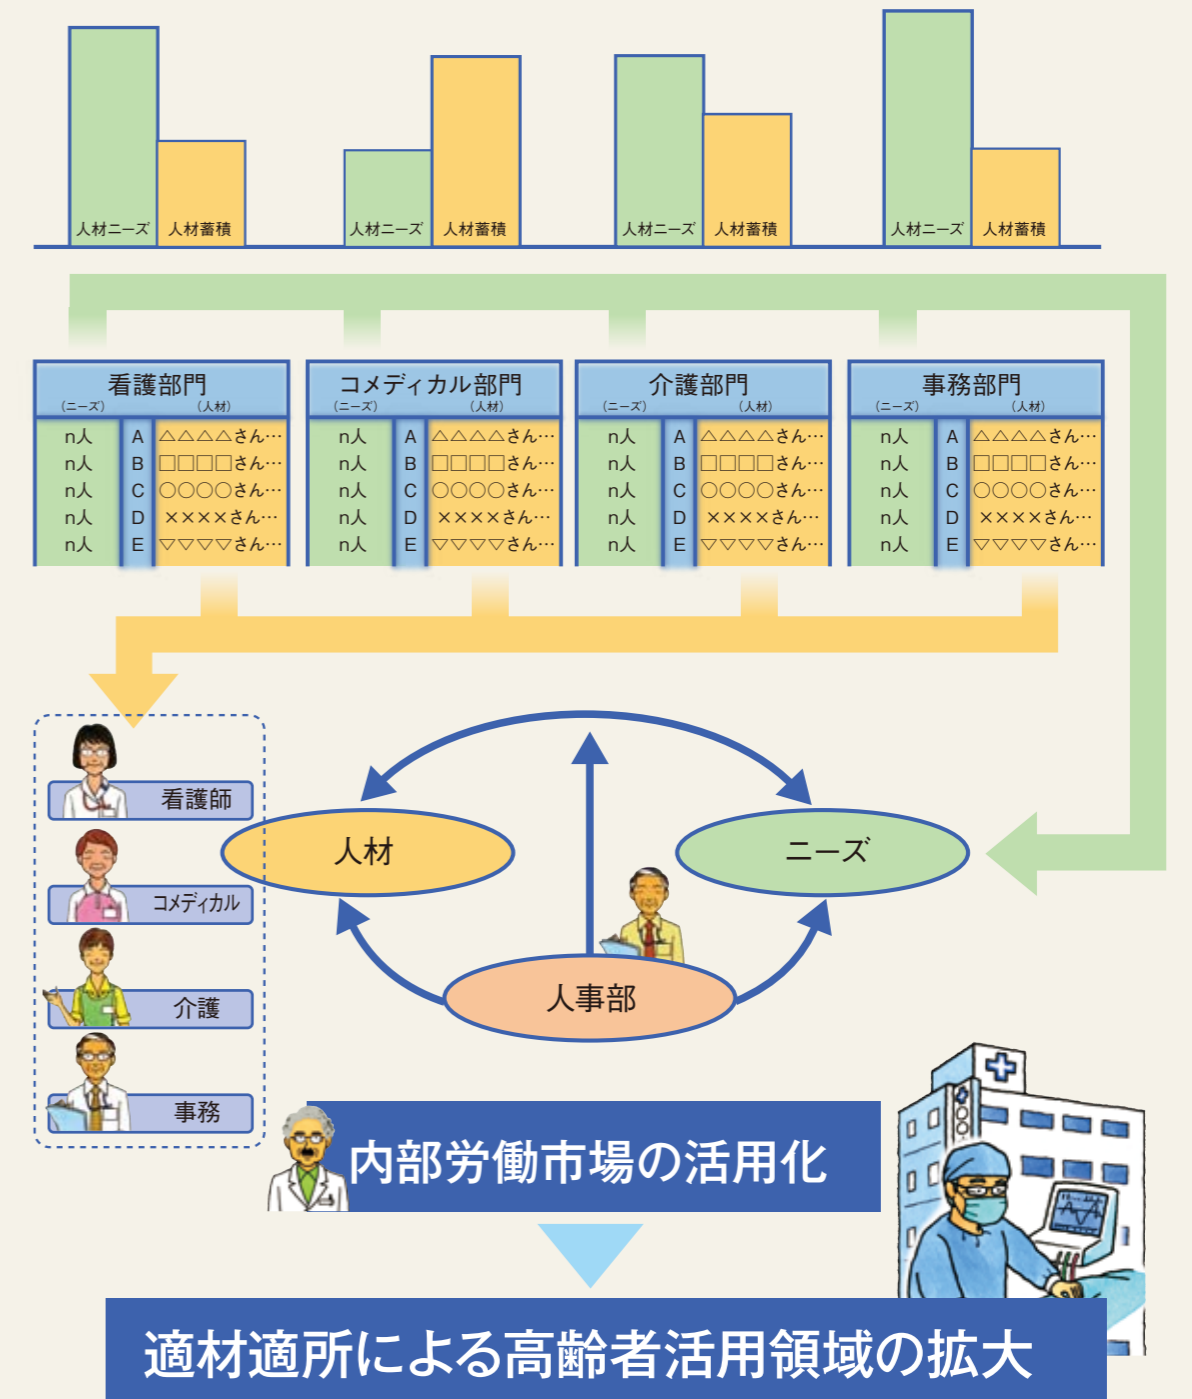 人材ニーズ 人材蓄積 人材ニーズ 人材蓄積 人材ニーズ 人材蓄積 人材ニーズ 人材蓄積
看護部門 コメディカル部門 介護部門 事務部門
（ニーズ） （人材） （ニーズ） （人材） （ニーズ） （人材） （ニーズ） （人材）
n人 A △△△△さん… n人 A △△△△さん… n人 A △△△△さん… n人 A △△△△さん…
n人 B □□□□さん… n人 B □□□□さん… n人 B □□□□さん… n人 B □□□□さん…
n人 C ○○○○さん… n人 C ○○○○さん… n人 C ○○○○さん… n人 C ○○○○さん…
n人 D ××××さん… n人 D ××××さん… n人 D ××××さん… n人 D ××××さん…
n人 E ▽▽▽▽さん… n人 E ▽▽▽▽さん… n人 E ▽▽▽▽さん… n人 E ▽▽▽▽さん…
看護師
コメディカル
介護
事務
人材
ニーズ
人事部
内部労働市場の活用化
適材適所による高齢者活用領域の拡大